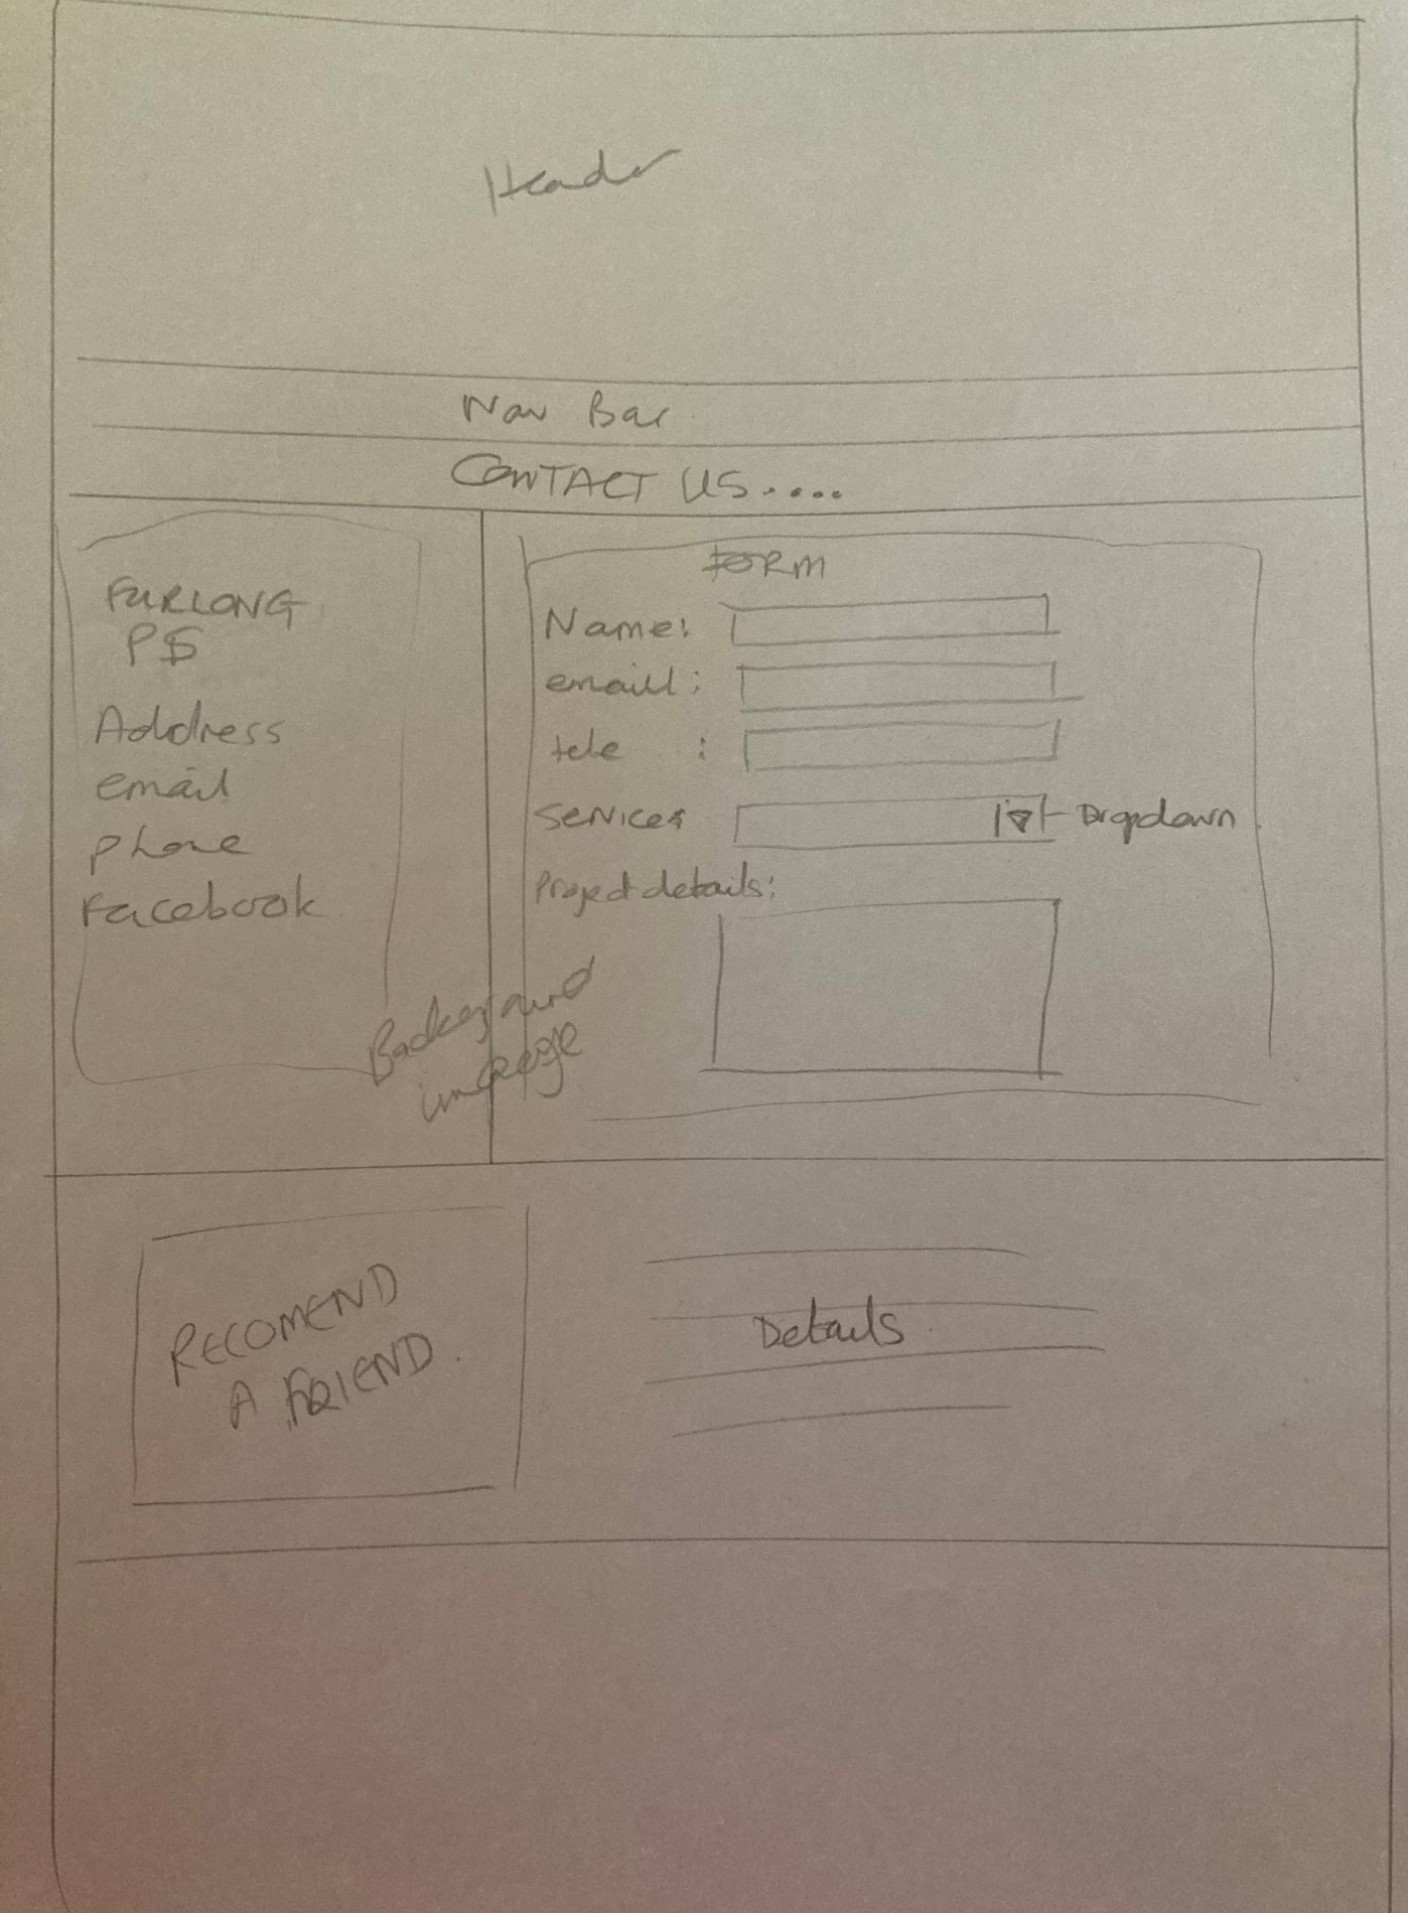 Header
Nav Bar
CONTACT US.....
FURLONG
PS
Address
email
phone
Facebook
FORM
Name:
email:
tele :
Services
Dropdown
Project details:
Background
image
RECOMEND
A FRIEND.
Details